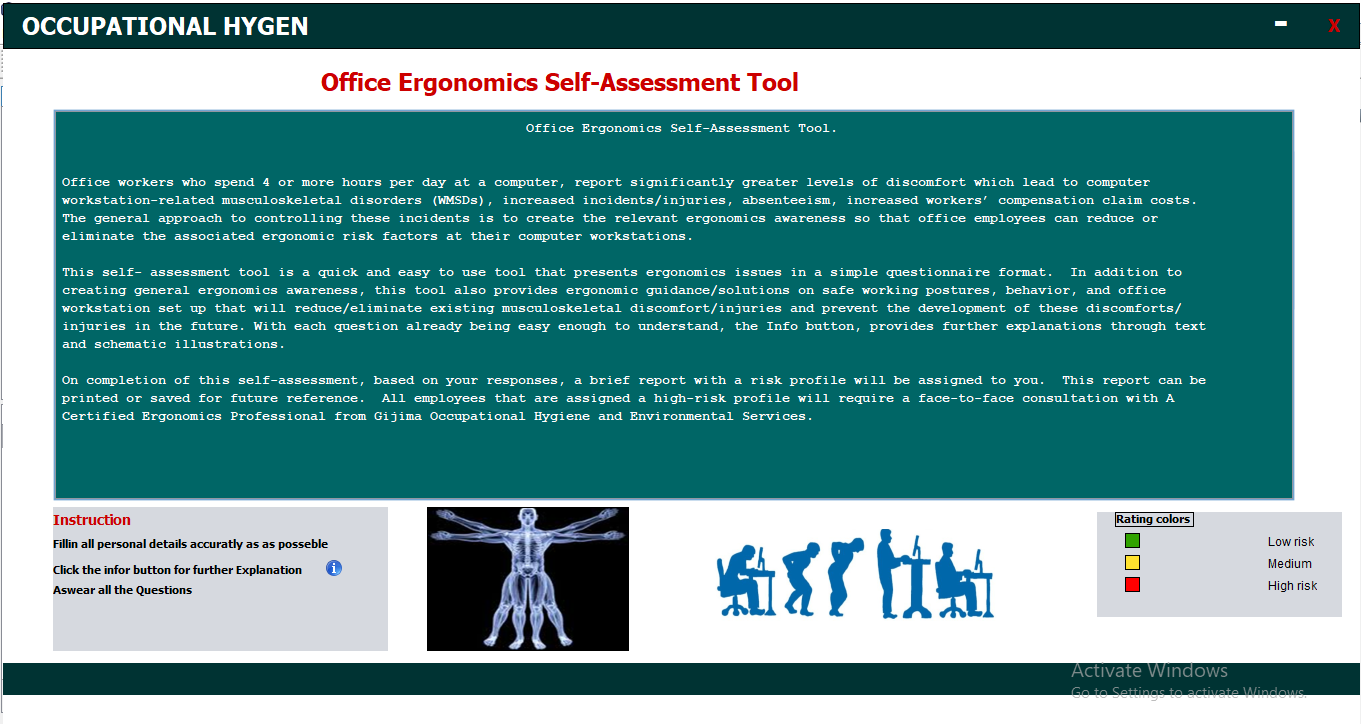 OCCUPATIONAL HYGEN
X
Office Ergonomics Self-Assessment Tool
Office Ergonomics Self-Assessment Tool.
Office workers who spend 4 or more hours per day at a computer, report significantly greater levels of discomfort which lead to computer
workstation-related musculoskeletal disorders (WMSDs), increased incidents/injuries, absenteeism, increased workers’ compensation claim costs.
The general approach to controlling these incidents is to create the relevant ergonomics awareness so that office employees can reduce or
eliminate the associated ergonomic risk factors at their computer workstations.
This self- assessment tool is a quick and easy to use tool that presents ergonomics issues in a simple questionnaire format.  In addition to
creating general ergonomics awareness, this tool also provides ergonomic guidance/solutions on safe working postures, behavior, and office
workstation set up that will reduce/eliminate existing musculoskeletal discomfort/injuries and prevent the development of these discomforts/
injuries in the future. With each question already being easy enough to understand, the Info button, provides further explanations through text
and schematic illustrations.
On completion of this self-assessment, based on your responses, a brief report with a risk profile will be assigned to you.  This report can be
printed or saved for future reference.  All employees that are assigned a high-risk profile will require a face-to-face consultation with A
Certified Ergonomics Professional from Gijima Occupational Hygiene and Environmental Services.
Instruction
Fillin all personal details accuratly as as posseble
Click the infor button for further Explanation
Aswear all the Questions
Rating colors
Low risk
Medium
High risk
Activate Windows
Go to Settings to activate Windows.